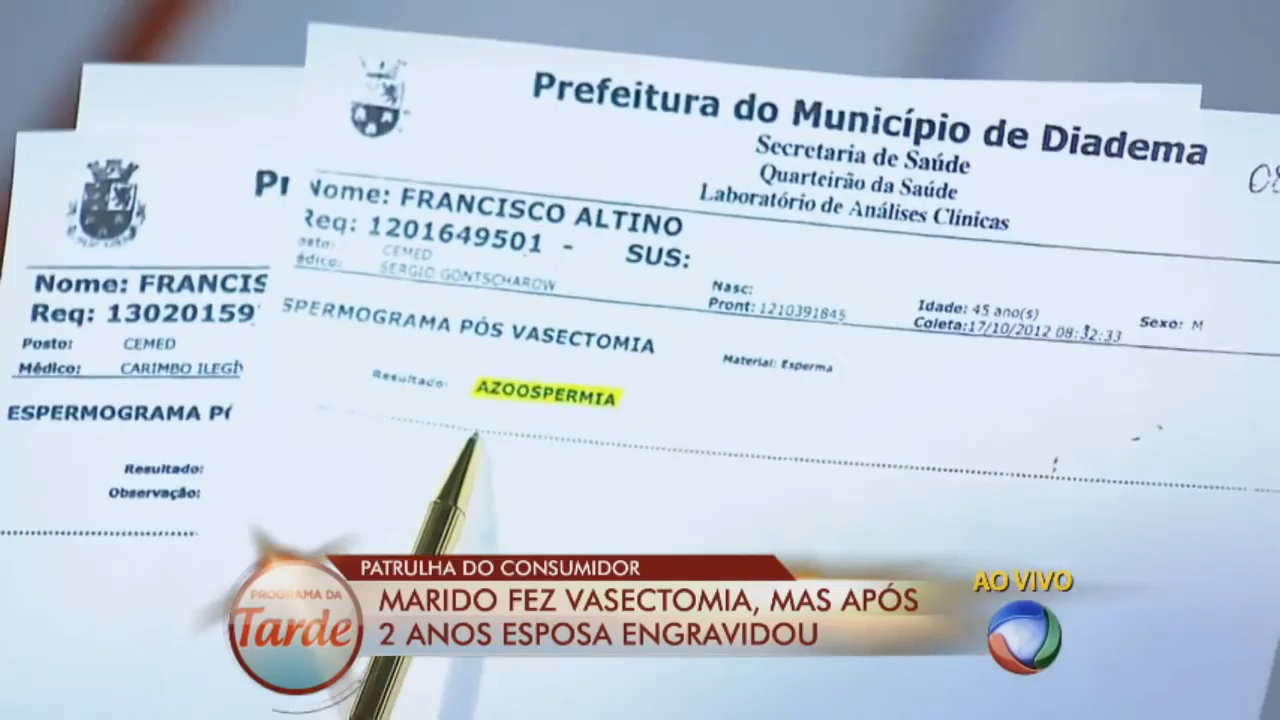 Prefeitura do Município de Diadema
Secretaria de Saúde
Quarteirão da Saúde
Laboratório de Análises Clínicas
Nome: FRANCISCO ALTINO
Req: 1201649501 - SUS:
CEMED
SERGIO GONTSCHAROW
Nasc:
Pront: 1210391845
Idade: 45 ano(s)
Coleta:17/10/2012 08:32:33
Sexo: M
SPERMOGRAMA PÓS VASECTOMIA
Material: Esperma
Resultado: AZOOSPERMIA
Nome: FRANCIS
Req: 13020159
Posto: CEMED
Médico: CARIMBO ILEGÍ
ESPERMOGRAMA PÓ
Resultado:
Observação:
PATRULHA DO CONSUMIDOR
MARIDO FEZ VASECTOMIA, MAS APÓS
2 ANOS ESPOSA ENGRAVIDOU
PROGRAMA DA
Tarde
AO VIVO